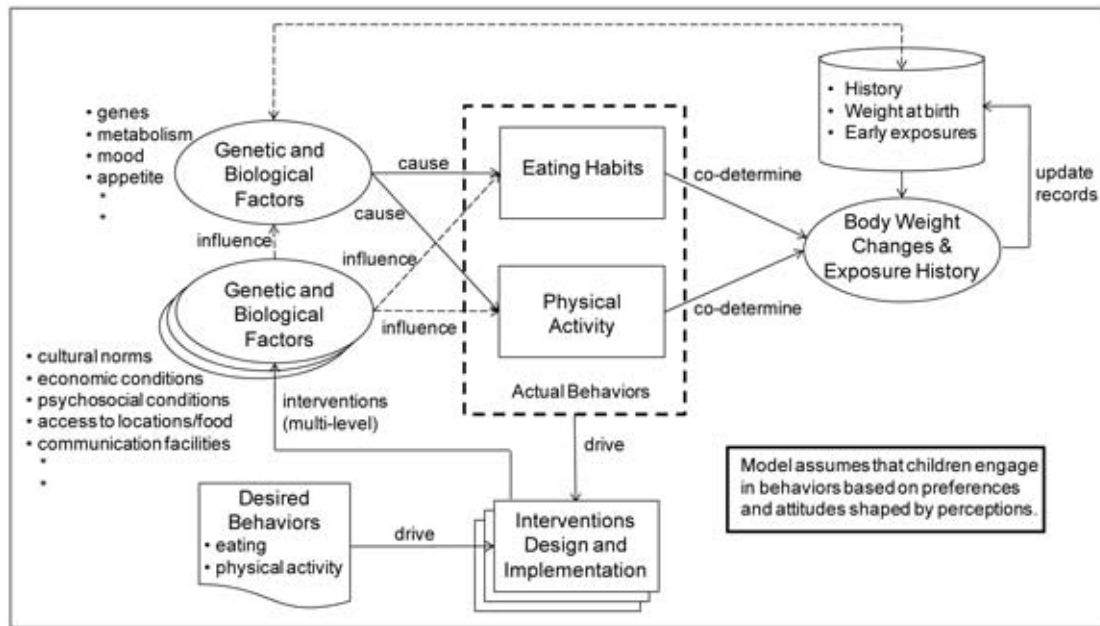 • genes
• metabolism
• mood
• appetite
•
•
Genetic and
Biological
Factors
cause
cause
influence
Genetic and
Biological
Factors
influence
influence
• cultural norms
• economic conditions
• psychosocial conditions
• access to locations/food
• communication facilities
•
•
interventions
(multi-level)
Eating Habits
Physical
Activity
Actual Behaviors
co-determine
co-determine
• History
• Weight at birth
• Early exposures
Body Weight
Changes &
Exposure History
update
records
drive
Desired
Behaviors
• eating
• physical activity
drive
Interventions
Design and
Implementation
Model assumes that children engage
in behaviors based on preferences
and attitudes shaped by perceptions.